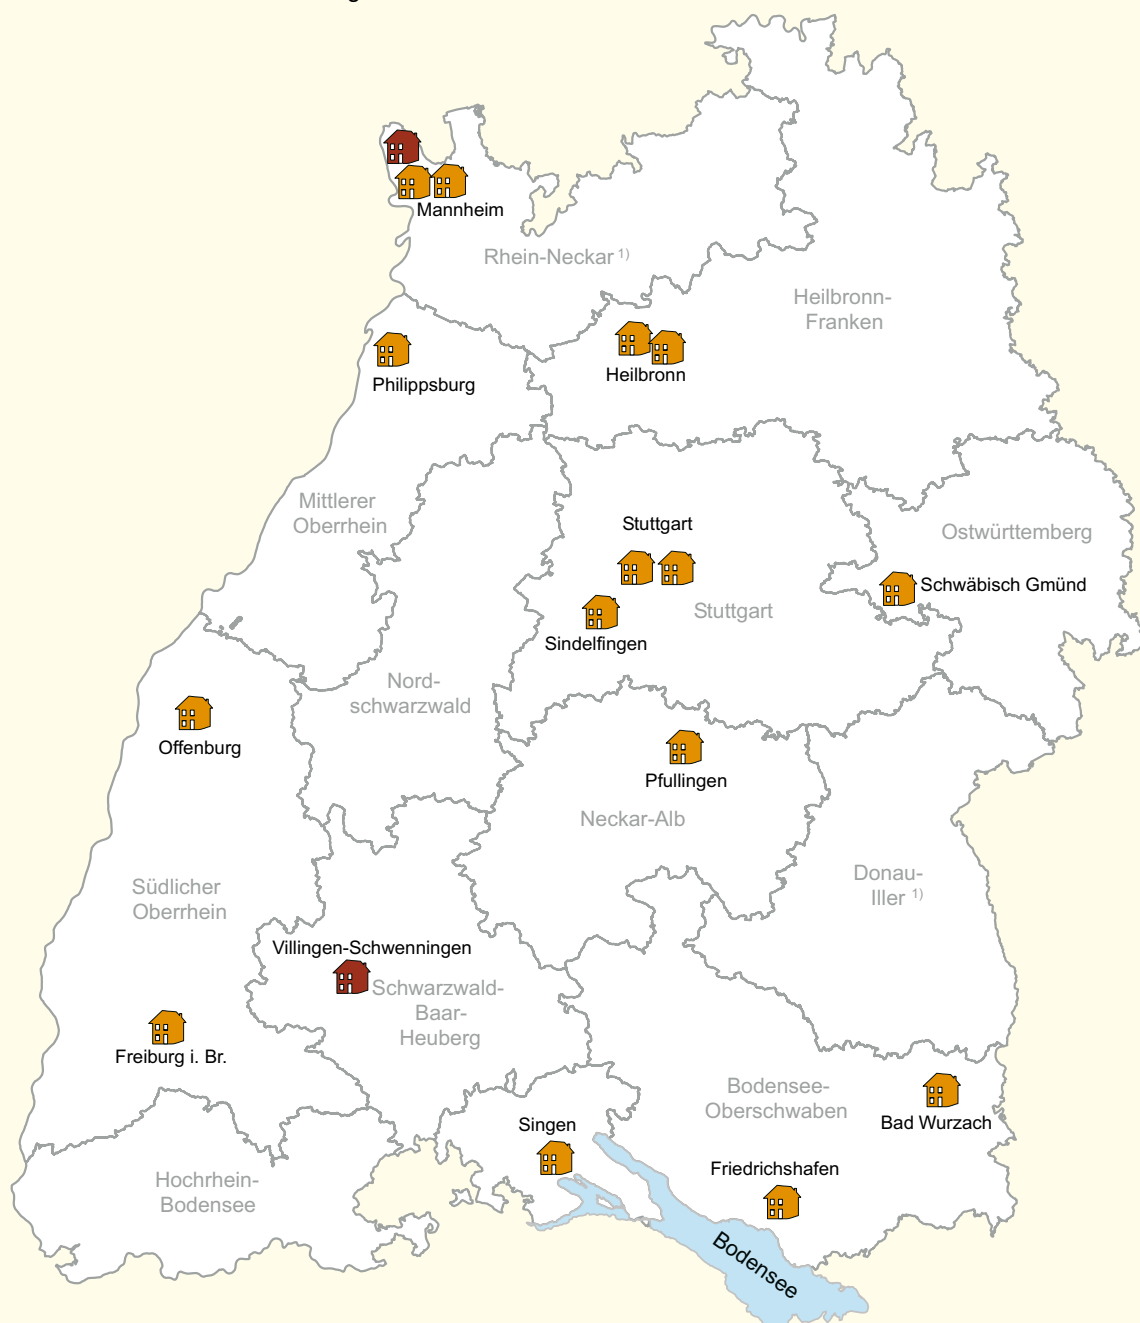 Mannheim
Rhein-Neckar 1)
Heilbronn-
Franken
Philippsburg
Heilbronn
Mittlerer
Oberrhein
Stuttgart
Ostwürttemberg
Schwäbisch Gmünd
Stuttgart
Sindelfingen
Nord-
schwarzwald
Offenburg
Pfullingen
Neckar-Alb
Südlicher
Oberrhein
Donau-
Iller 1)
Villingen-Schwenningen
Schwarzwald-
Baar-
Heuberg
Freiburg i. Br.
Bodensee-
Oberschwaben
Bad Wurzach
Singen
Friedrichshafen
Hochrhein-
Bodensee
Bodensee